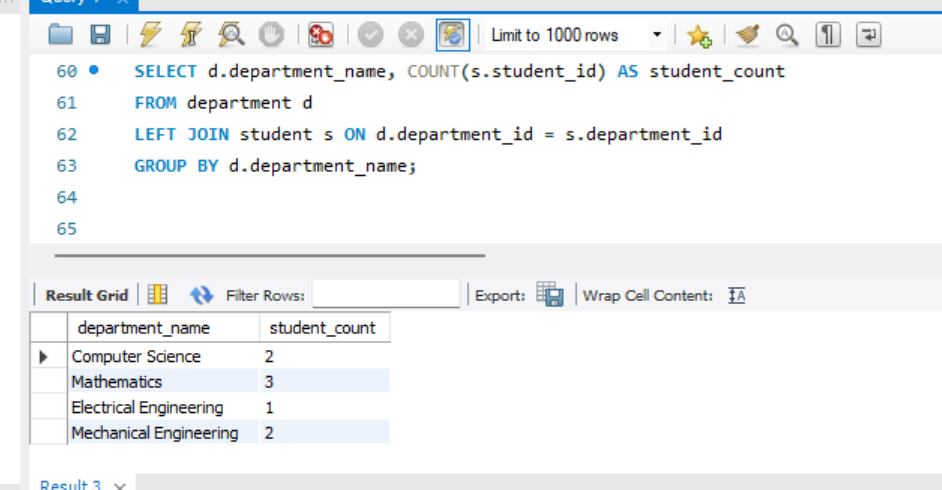 Limit to 1000 rows
60 SELECT d.department_name, COUNT(s.student_id) AS student_count
61 FROM department d
62 LEFT JOIN student s ON d.department_id = s.department_id
63 GROUP BY d.department_name;
64
65
Result Grid Filter Rows: Export: Wrap Cell Content: IA
department_name student_count
Computer Science 2
Mathematics 3
Electrical Engineering 1
Mechanical Engineering 2
Result 3